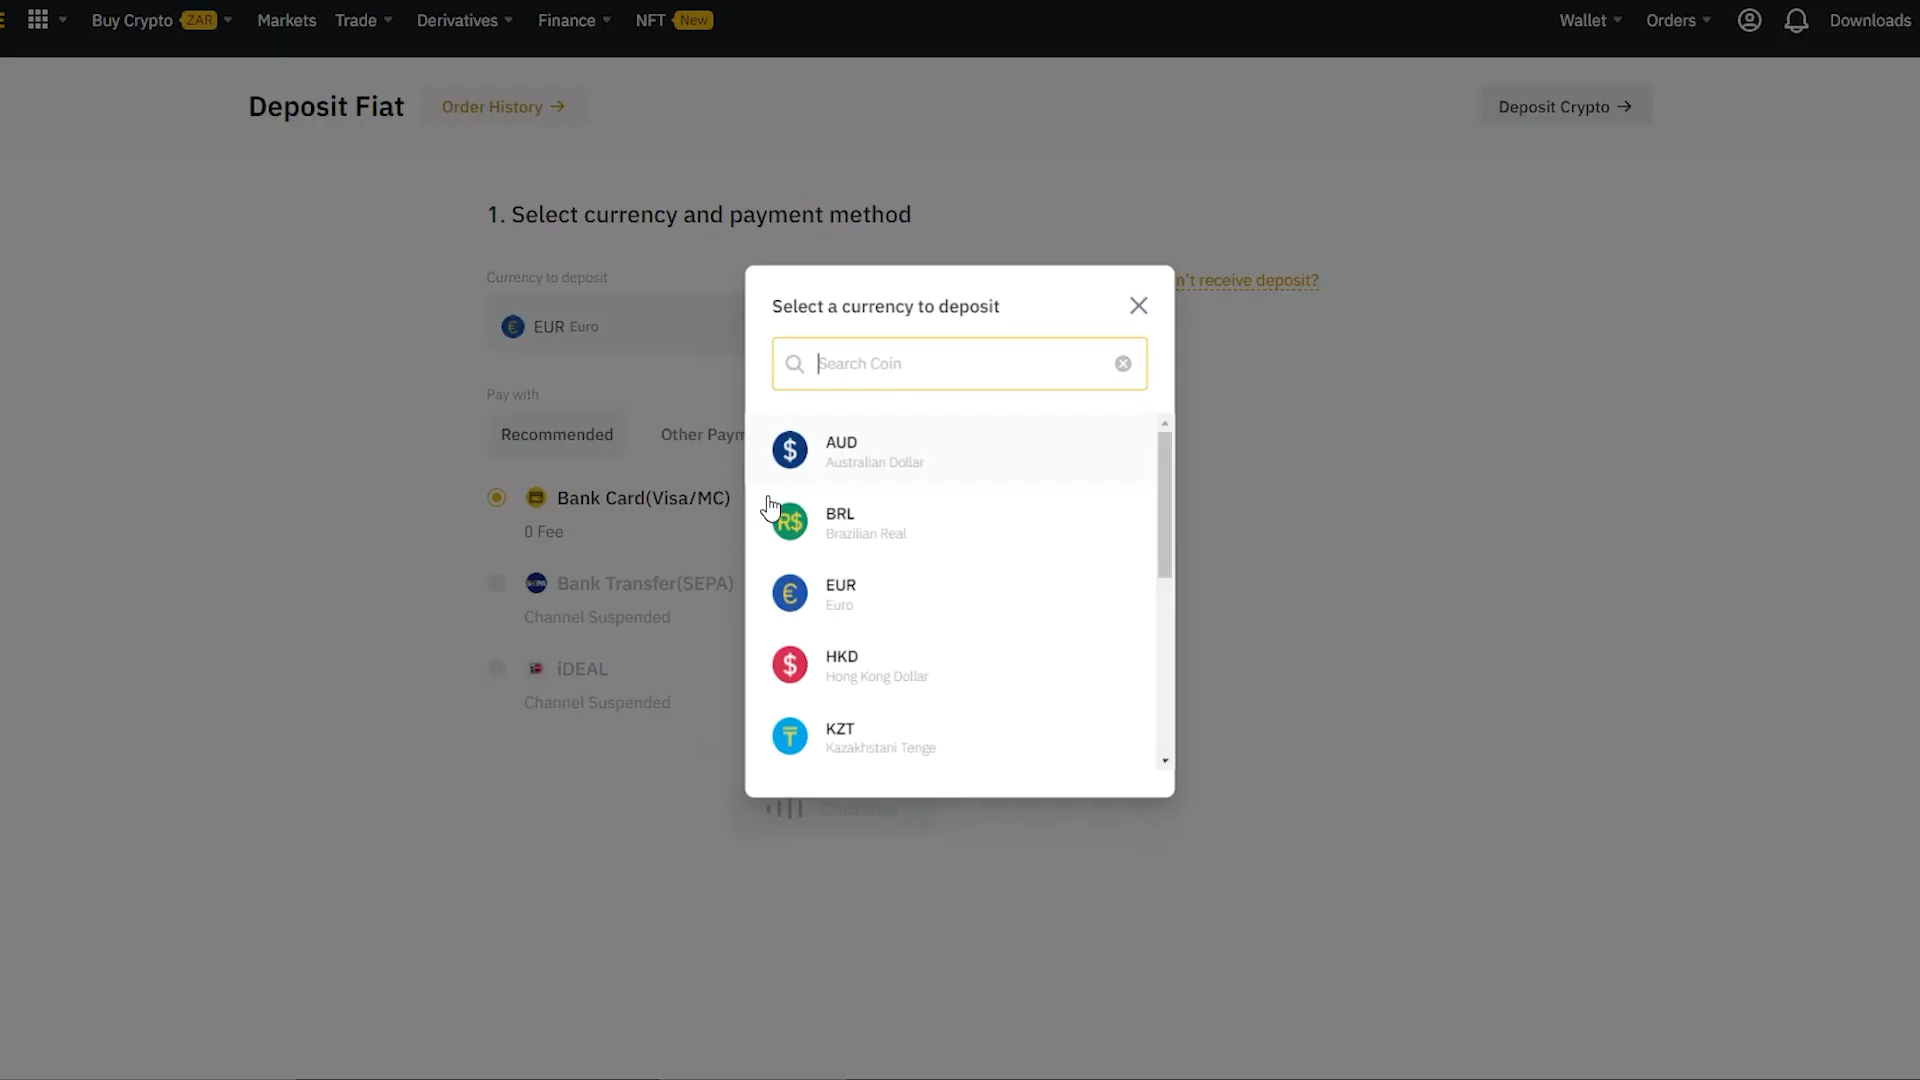 Buy Crypto ZAR Markets Trade Derivatives Finance NFT New Wallet Orders Downloads
Deposit Fiat Order History → Deposit Crypto →
1. Select currency and payment method
Currency to deposit
n't receive deposit?
EUR Euro
Pay with
Recommended Other Paym
Bank Card(Visa/MC)
0 Fee
Bank Transfer(SEPA)
Channel Suspended
iDEAL
Channel Suspended
Select a currency to deposit
Search Coin
$ AUD
Australian Dollar
R$ BRL
Brazilian Real
€ EUR
Euro
$ HKD
Hong Kong Dollar
₸ KZT
Kazakhstani Tenge
Continue